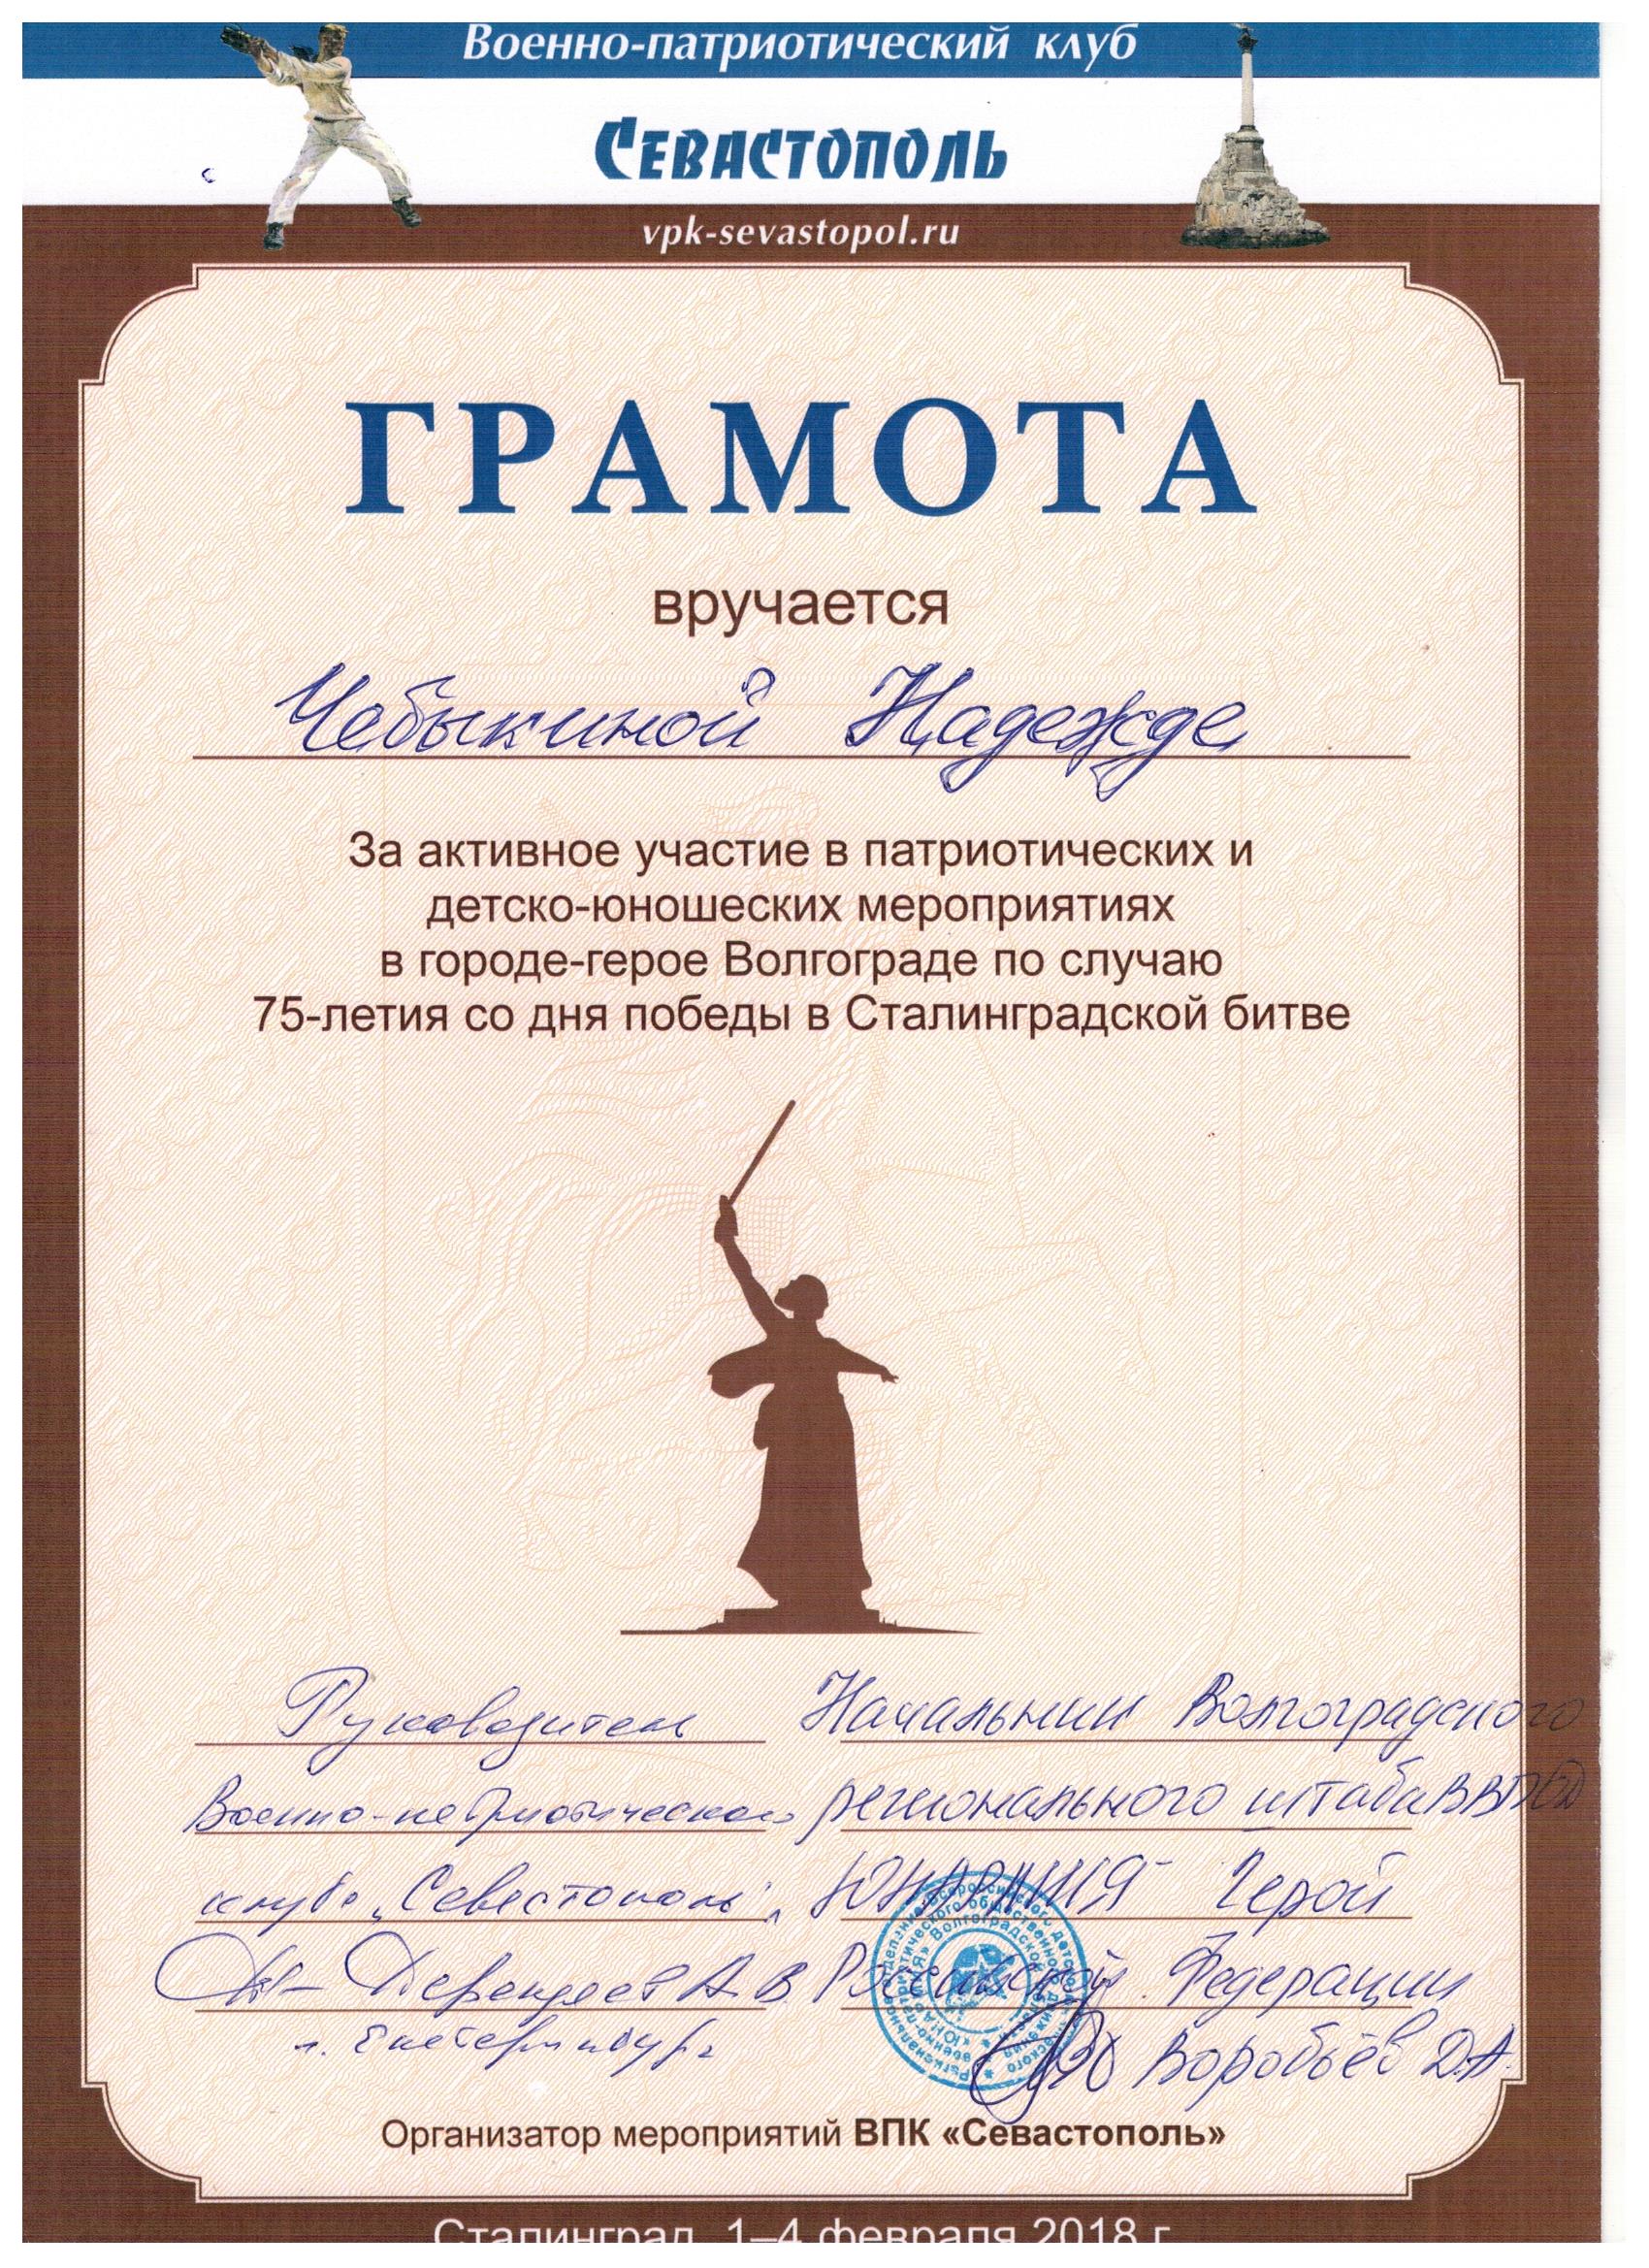 Военно-патриотический клуб
СЕВАСТОПОЛЬ
vpk-sevastopol.ru
ГРАМОТА
вручается
Чебыкиной Надежде
За активное участие в патриотических и
детско-юношеских мероприятиях
в городе-герое Волгограде по случаю
75-летия со дня победы в Сталинградской битве
Руководитель
Военно-патриотического
клуба „Севастополь"
А.В.
г. Екатеринбург
Начальник Волгоградского
регионального штаба ВВПОД
ЮНАРМИЯ Герой
Российской Федерации
Воробьёв Д.А.
Организатор мероприятий ВПК «Севастополь»
Сталинград, 1–4 февраля 2018 г.